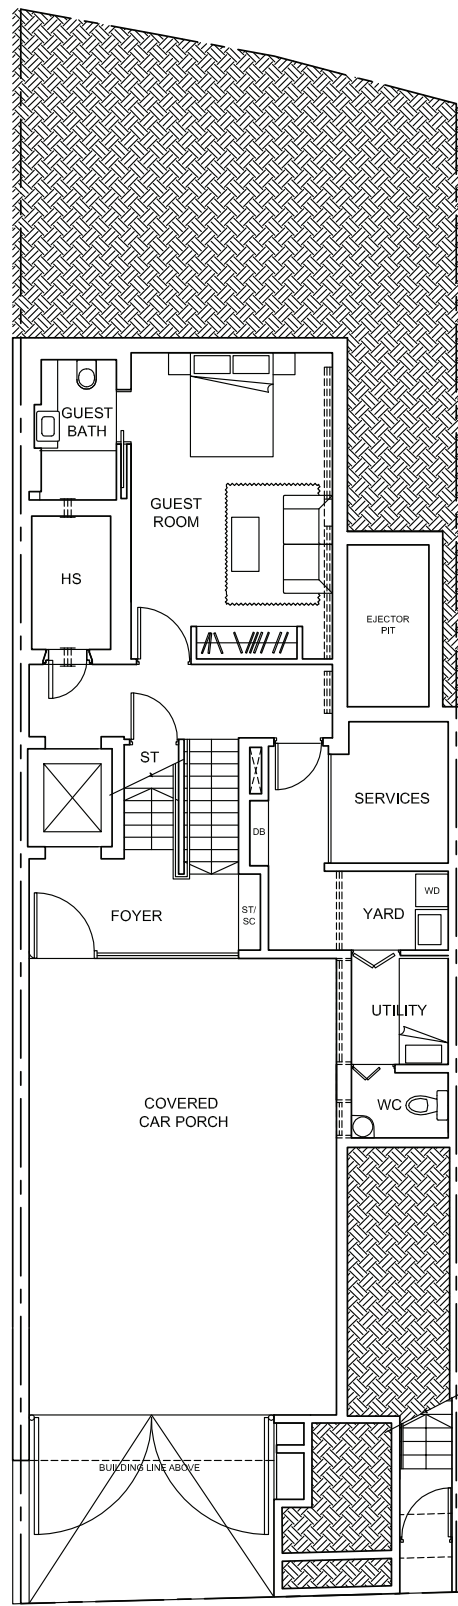 GUEST
BATH
GUEST
ROOM
HS
EJECTOR
PIT
ST
SERVICES
DB
WD
FOYER
ST/
SC
YARD
UTILITY
WC
COVERED
CAR PORCH
BUILDING LINE ABOVE